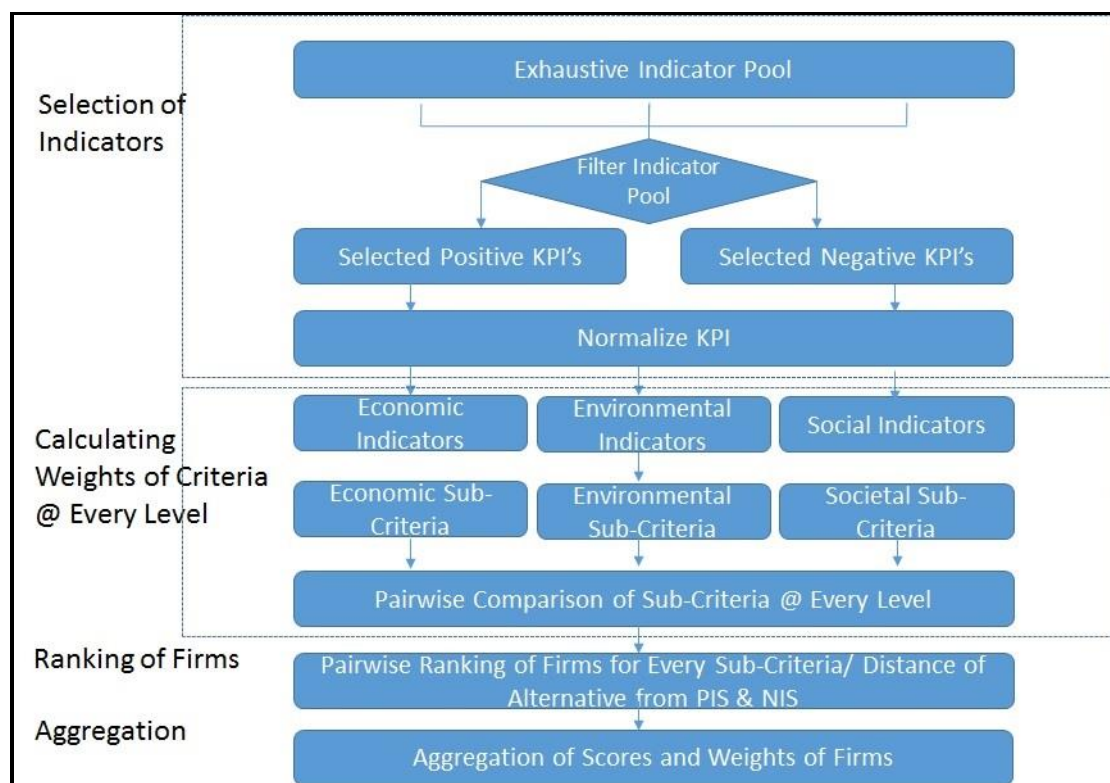 Exhaustive Indicator Pool
Selection of
Indicators
Filter Indicator
Pool
Selected Positive KPI's
Selected Negative KPI's
Normalize KPI
Calculating
Weights of Criteria
@ Every Level
Economic
Indicators
Environmental
Indicators
Social Indicators
Economic Sub-
Criteria
Environmental
Sub-Criteria
Societal Sub-
Criteria
Pairwise Comparison of Sub-Criteria @ Every Level
Ranking of Firms
Pairwise Ranking of Firms for Every Sub-Criteria/ Distance of
Alternative from PIS & NIS
Aggregation
Aggregation of Scores and Weights of Firms